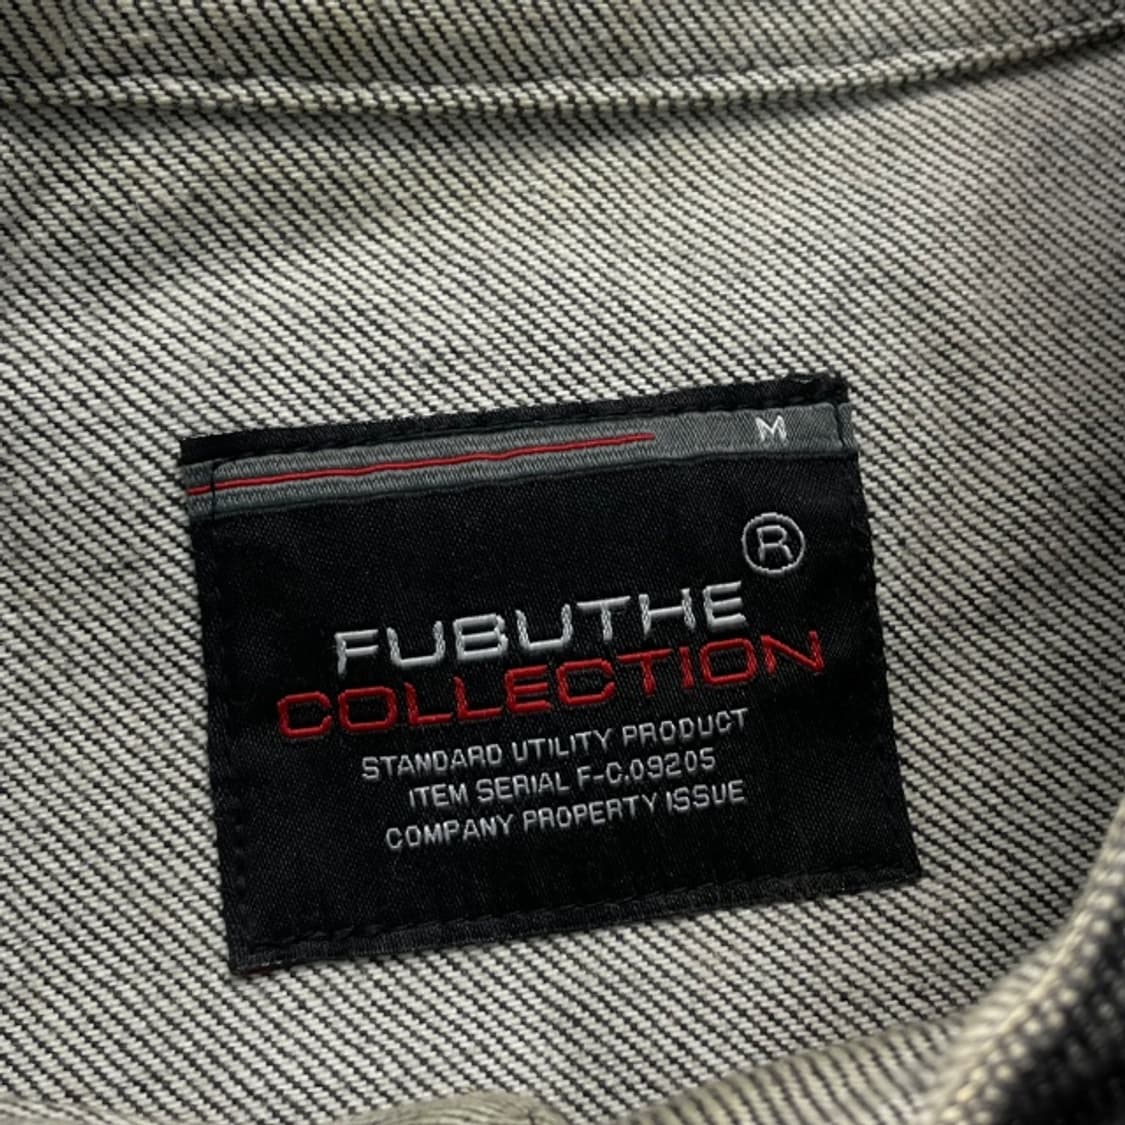 M
®
FUBUTHE
COLLECTION
STANDARD UTILITY PRODUCT
ITEM SERIAL F-C.09205
COMPANY PROPERTY ISSUE